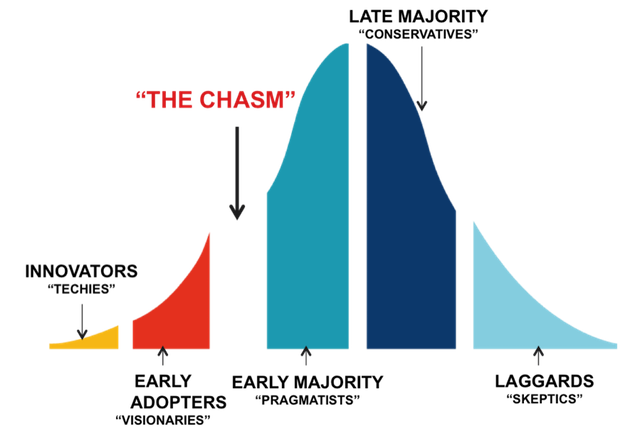 LATE MAJORITY
“CONSERVATIVES”
“THE CHASM”
INNOVATORS
“TECHIES”
EARLY
ADOPTERS
“VISIONARIES”
EARLY MAJORITY
“PRAGMATISTS”
LAGGARDS
“SKEPTICS”